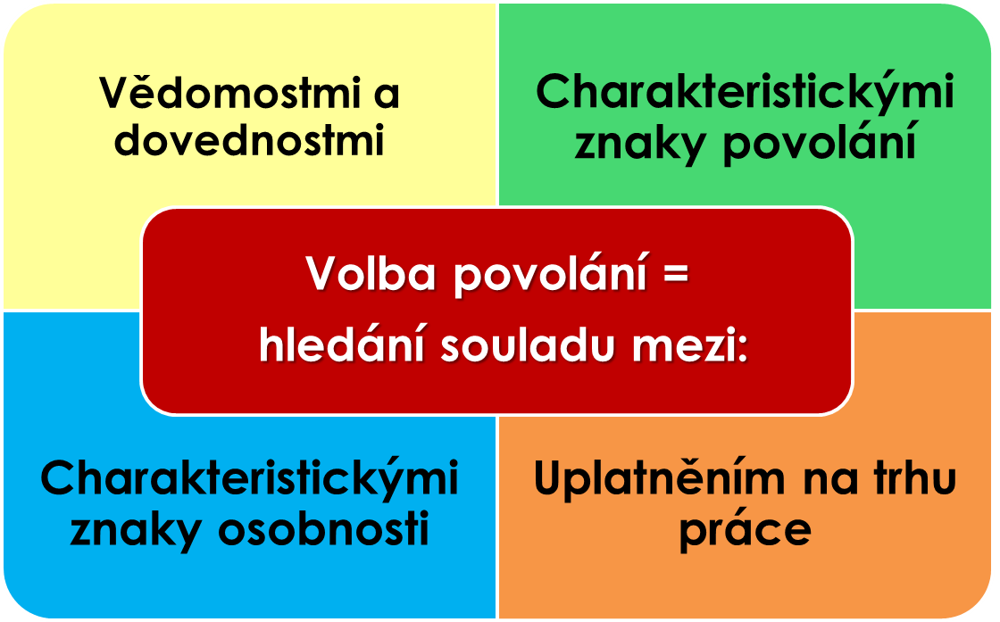 Vědomostmi a
dovednostmi
Charakteristickými
znaky povolání
Volba povolání =
hledání souladu mezi:
Charakteristickými
znaky osobnosti
Uplatněním na trhu
práce